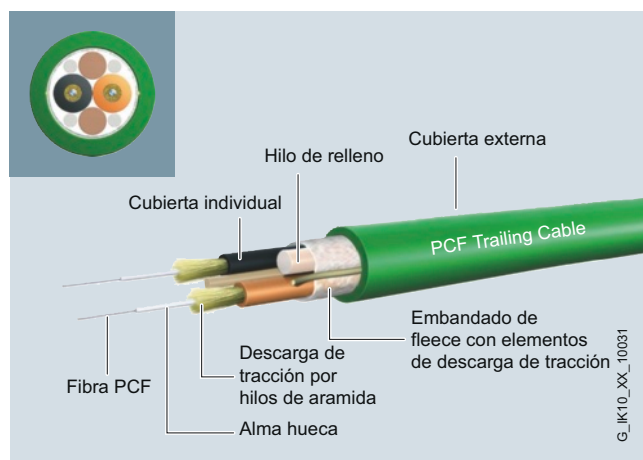 Cubierta externa
Hilo de relleno
Cubierta individual
PCF Trailing Cable
Embandado de
fleece con elementos
de descarga de tracción
Descarga de
tracción por
hilos de aramida
Fibra PCF
Alma hueca
G_IK10_XX_10031